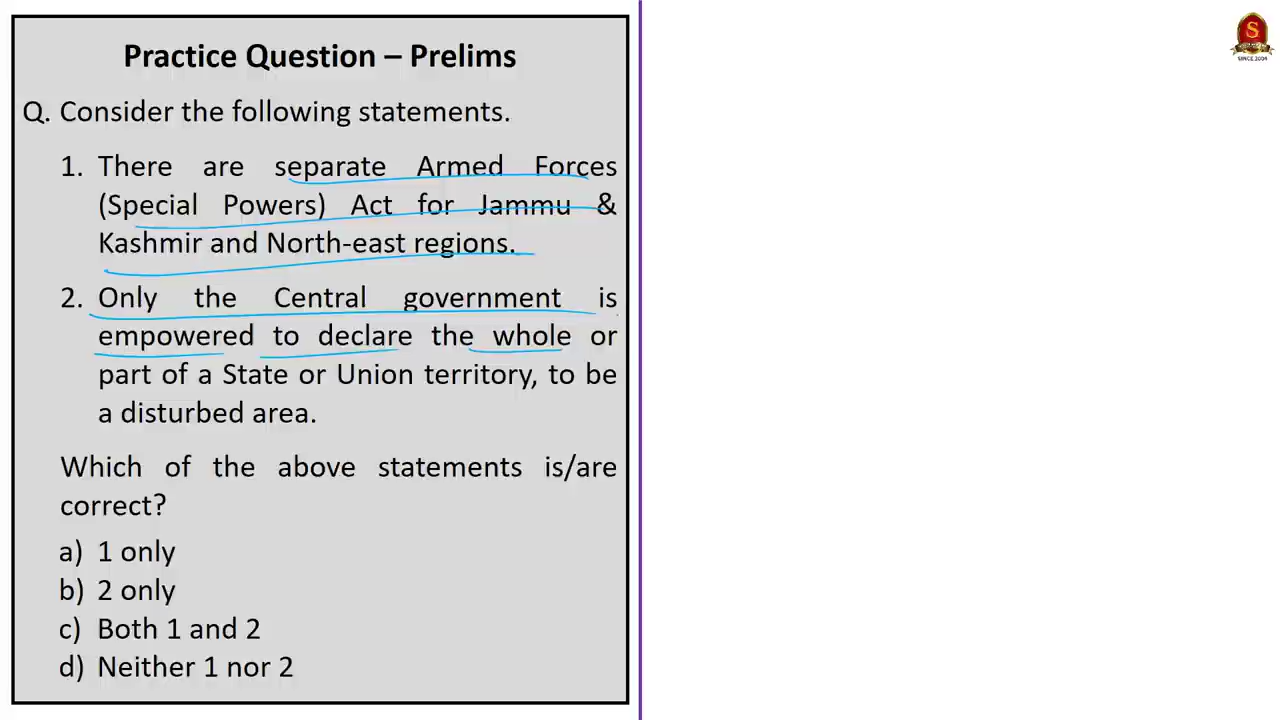 Practice Question – Prelims
Q. Consider the following statements.
1. There are separate Armed Forces
(Special Powers) Act for Jammu &
Kashmir and North-east regions.
2. Only the Central government is
empowered to declare the whole or
part of a State or Union territory, to be
a disturbed area.
Which of the above statements is/are
correct?
a) 1 only
b) 2 only
c) Both 1 and 2
d) Neither 1 nor 2
S
SINCE 2004